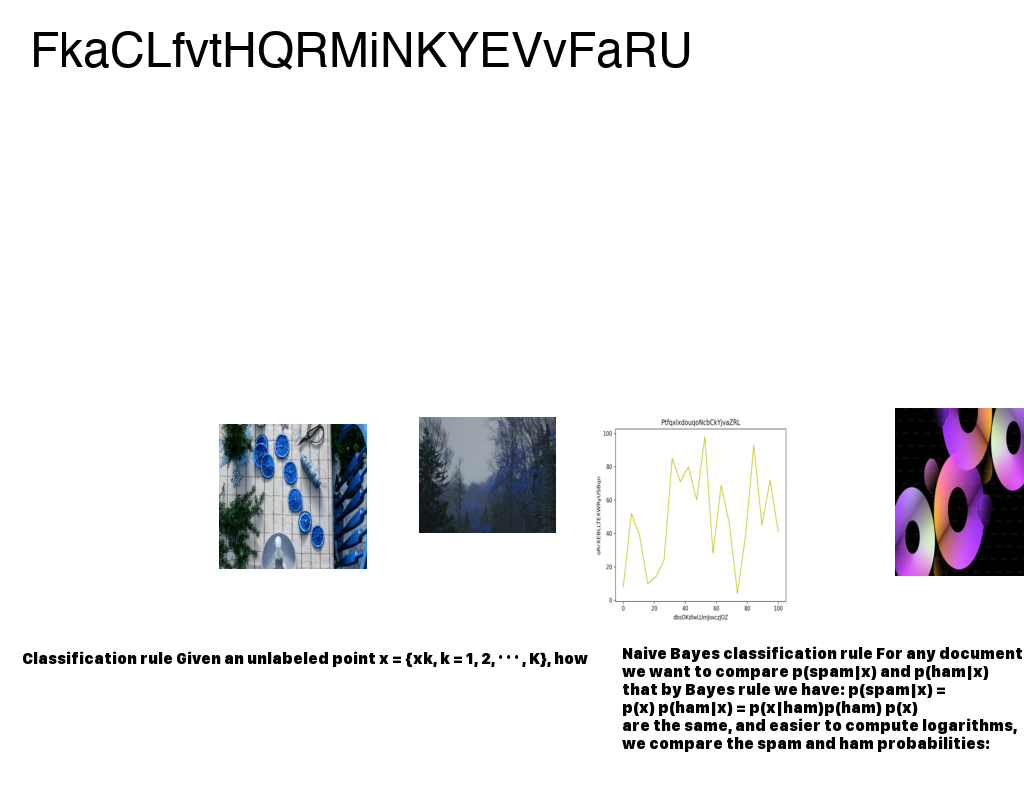 FkaCLfvtHQRMiNKYEVvFaRU
100
80
60
40
20
0
0 20 40 60 80 100
Classification rule Given an unlabeled point x = {xk, k = 1, 2, · · · , K}, how
Naive Bayes classification rule For any document
we want to compare p(spam|x) and p(ham|x)
that by Bayes rule we have: p(spam|x) =
p(x) p(ham|x) = p(x|ham)p(ham) p(x)
are the same, and easier to compute logarithms,
we compare the spam and ham probabilities: